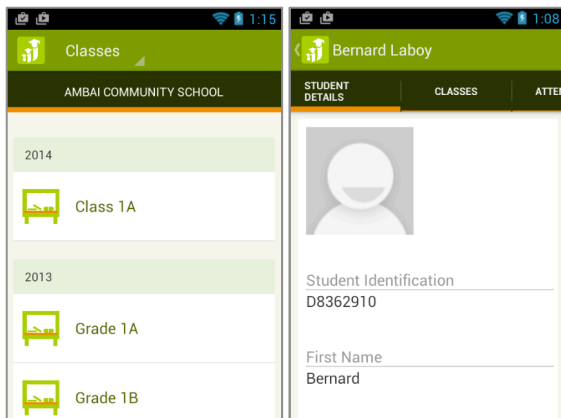 1:15
Classes
AMBAI COMMUNITY SCHOOL
2014
Class 1A
2013
Grade 1A
Grade 1B
1:08
Bernard Laboy
STUDENT
DETAILS
CLASSES
ATTE
Student Identification
D8362910
First Name
Bernard